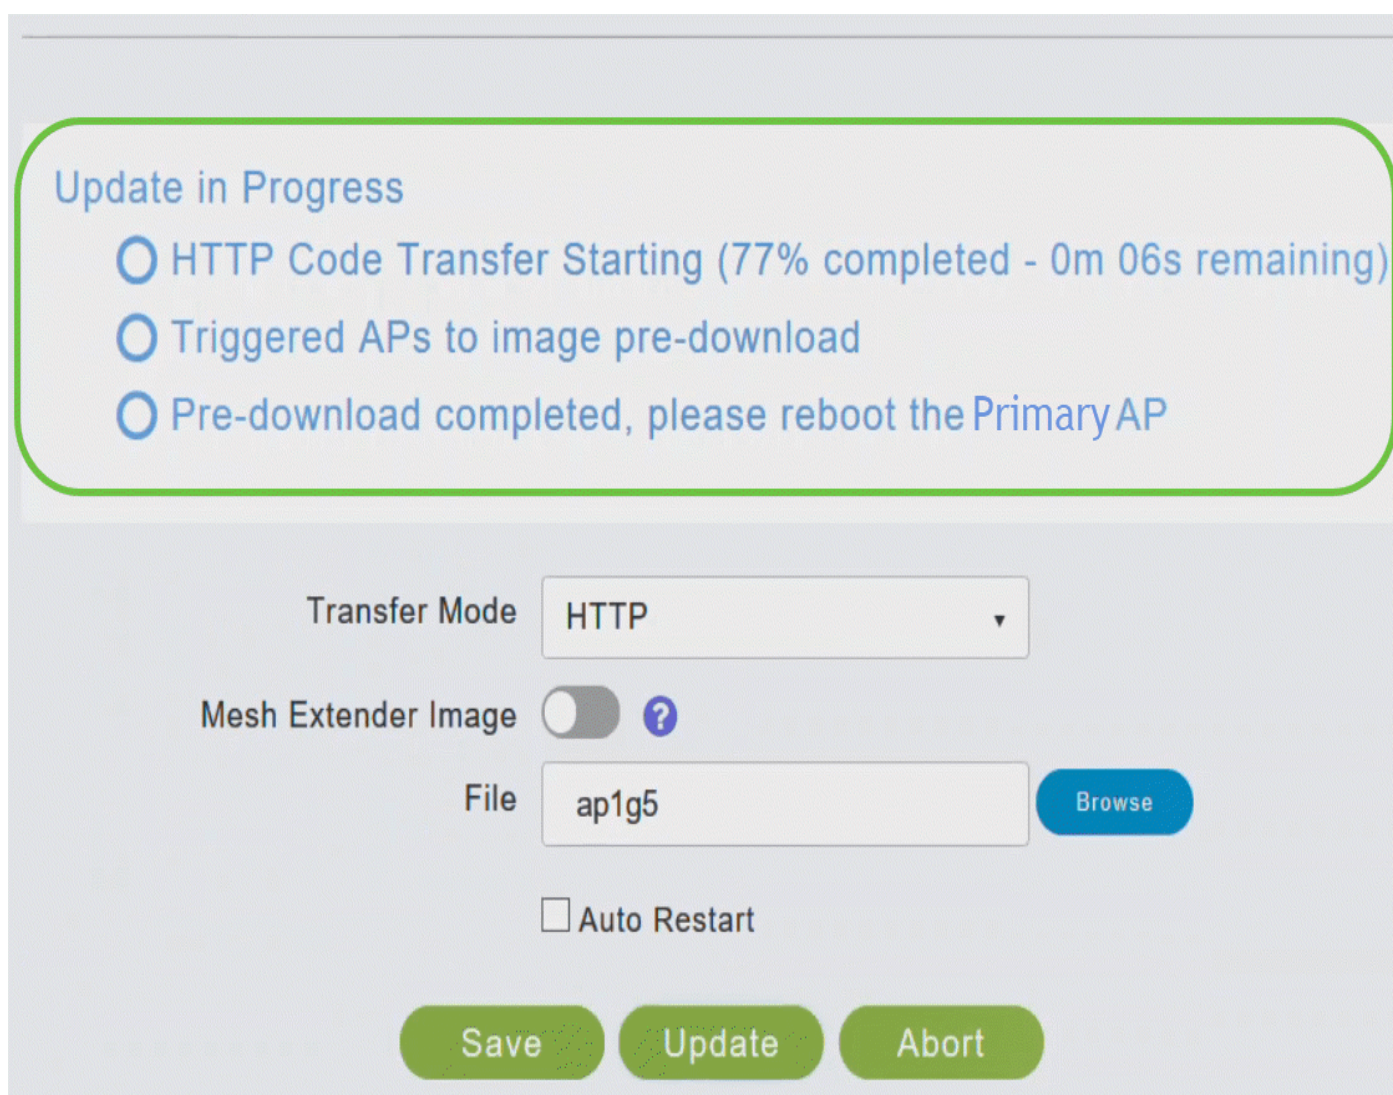 Update in Progress
HTTP Code Transfer Starting (77% completed - 0m 06s remaining)
Triggered APs to image pre-download
Pre-download completed, please reboot the Primary AP
Transfer Mode HTTP
Mesh Extender Image ?
File ap1g5 Browse
Auto Restart
Save Update Abort